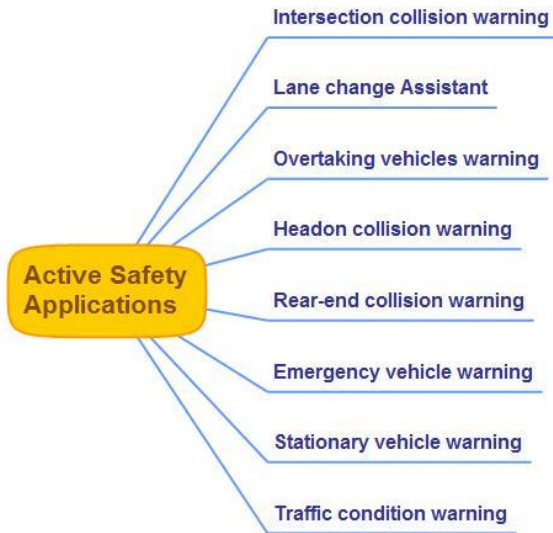 Intersection collision warning
Lane change Assistant
Overtaking vehicles warning
Headon collision warning
Active Safety
Applications
Rear-end collision warning
Emergency vehicle warning
Stationary vehicle warning
Traffic condition warning